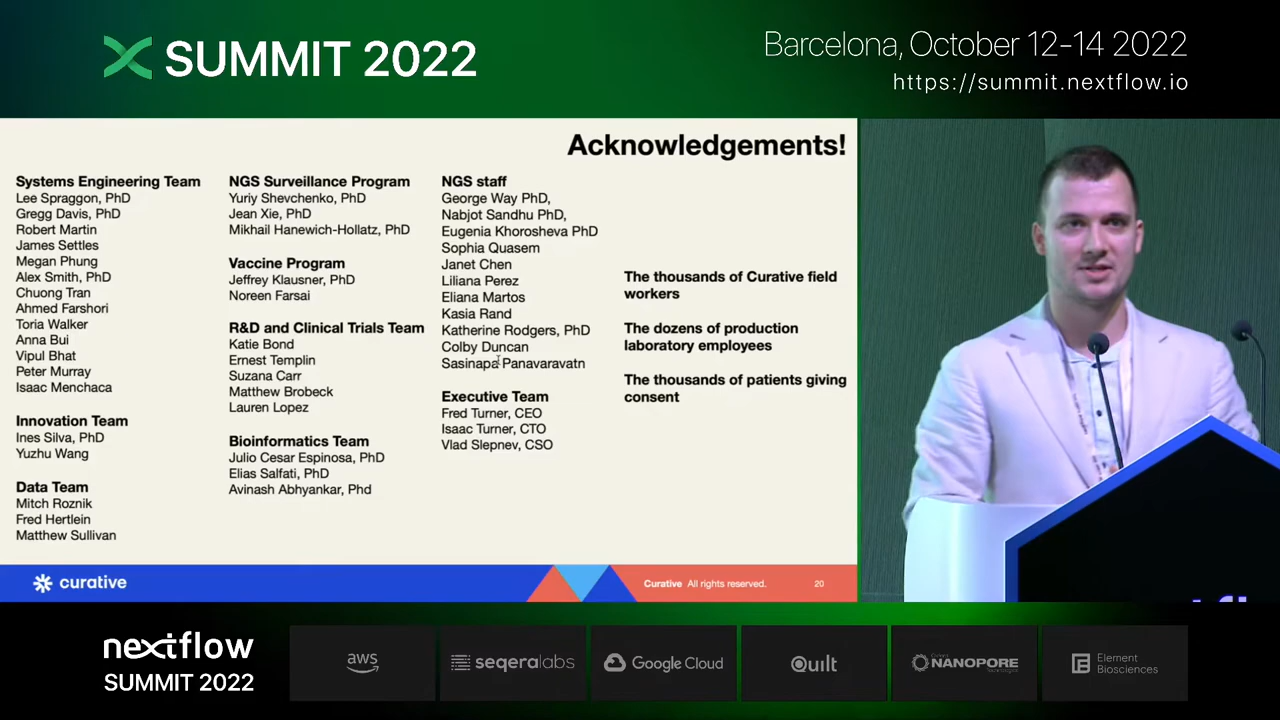 SUMMIT 2022
Barcelona, October 12-14 2022
https://summit.nextflow.io
Acknowledgements!
Systems Engineering Team
Lee Spraggon, PhD
Gregg Davis, PhD
Robert Martin
James Settles
Megan Phung
Alex Smith, PhD
Chuong Tran
Ahmed Farshori
Toria Walker
Anna Bui
Vipul Bhat
Peter Murray
Isaac Menchaca
Innovation Team
Ines Silva, PhD
Yuzhu Wang
Data Team
Mitch Roznik
Fred Hertlein
Matthew Sullivan
NGS Surveillance Program
Yuriy Shevchenko, PhD
Jean Xie, PhD
Mikhail Hanewich-Hollatz, PhD
Vaccine Program
Jeffrey Klausner, PhD
Noreen Farsai
R&D and Clinical Trials Team
Katie Bond
Ernest Templin
Suzana Carr
Matthew Brobeck
Lauren Lopez
Bioinformatics Team
Julio Cesar Espinosa, PhD
Elias Salfati, PhD
Avinash Abhyankar, Phd
NGS staff
George Way PhD,
Nabjot Sandhu PhD,
Eugenia Khorosheva PhD
Sophia Quasem
Janet Chen
Liliana Perez
Eliana Martos
Kasia Rand
Katherine Rodgers, PhD
Colby Duncan
Sasinapa Panavaravatn
Executive Team
Fred Turner, CEO
Isaac Turner, CTO
Vlad Slepnev, CSO
The thousands of Curative field
workers
The dozens of production
laboratory employees
The thousands of patients giving
consent
curative
Curative All rights reserved.
20
nextflow
SUMMIT 2022
aws
seqeralabs
Google Cloud
Quilt
Oxford
NANOPORE
Technologies
Element
Biosciences